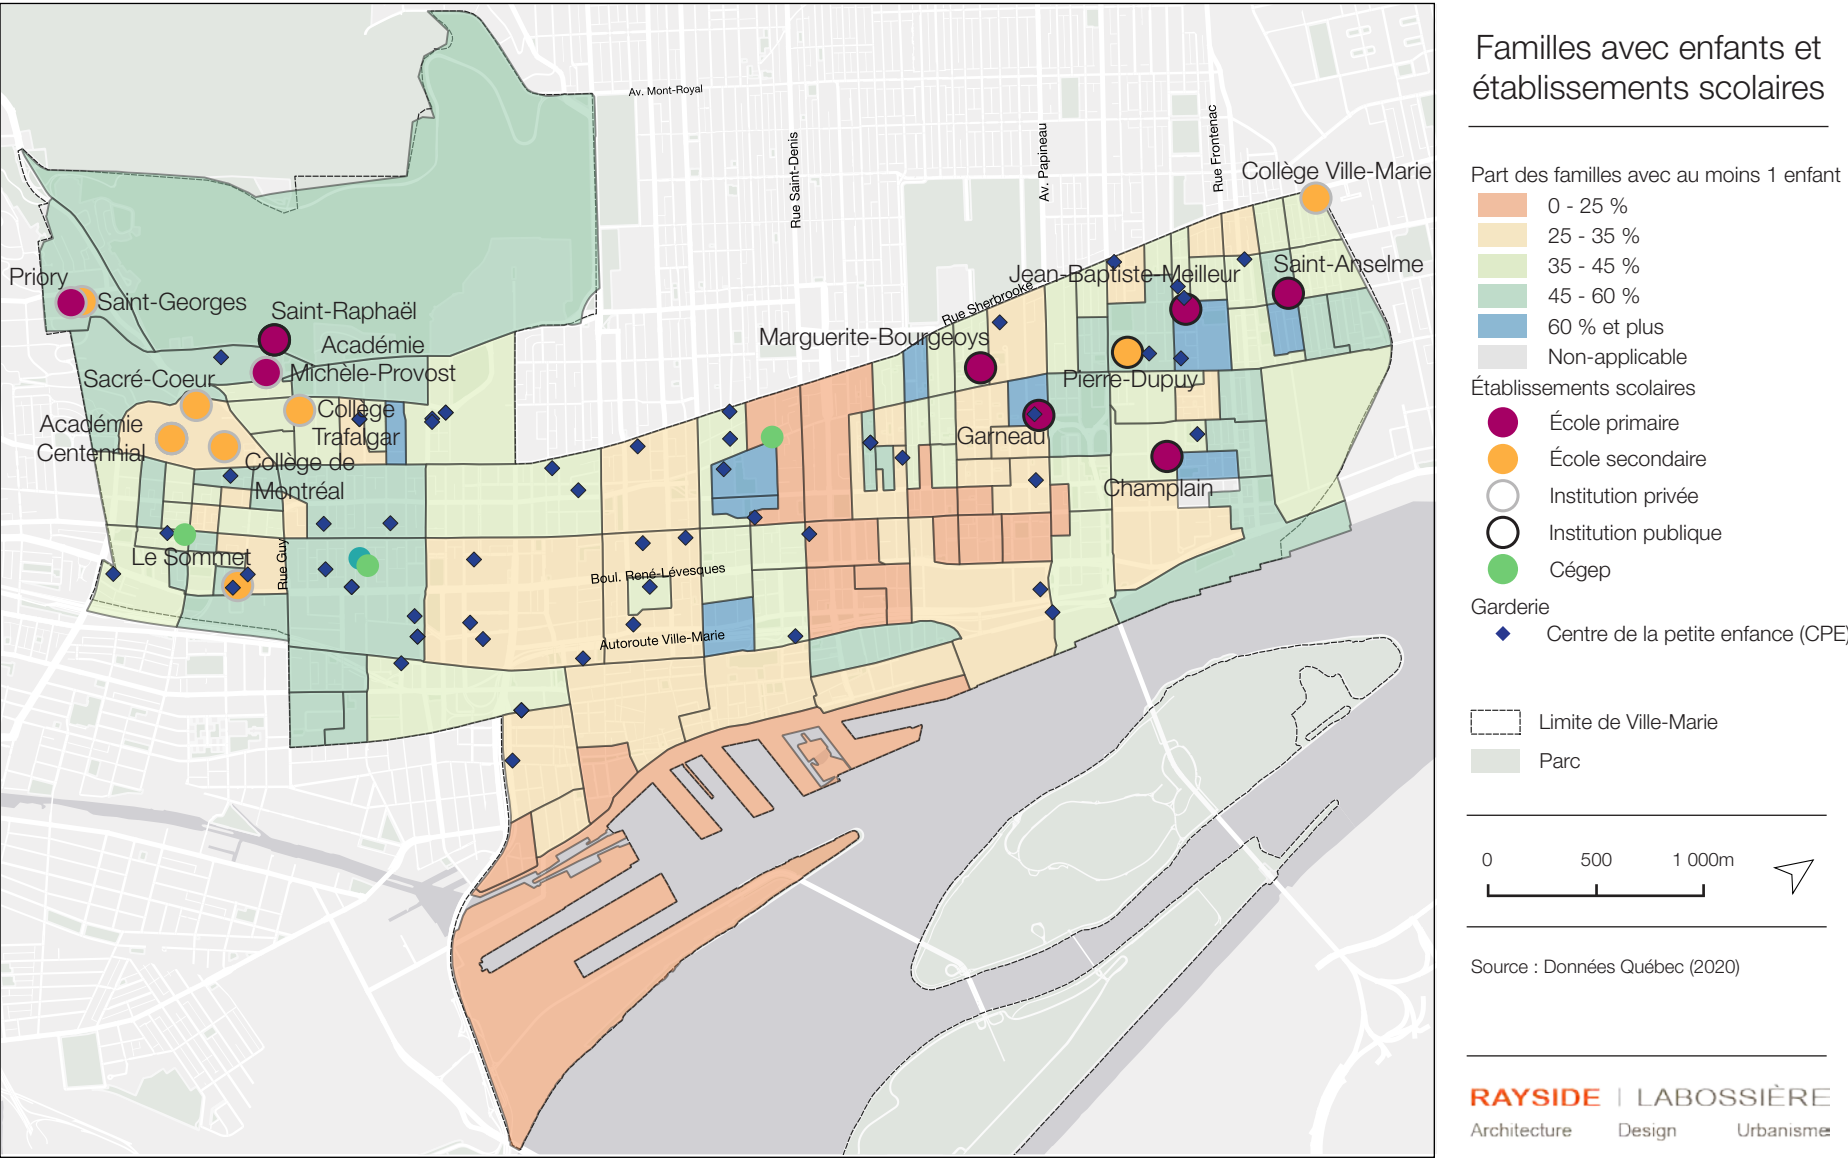 Familles avec enfants et
établissements scolaires
Part des familles avec au moins 1 enfant
0 - 25 %
25 - 35 %
35 - 45 %
45 - 60 %
60 % et plus
Non-applicable
Établissements scolaires
École primaire
École secondaire
Institution privée
Institution publique
Cégep
Garderie
Centre de la petite enfance (CPE)
Limite de Ville-Marie
Parc
0 500 1 000m
Source : Données Québec (2020)
RAYSIDE | LABOSSIÈRE
Architecture Design Urbanisme
Av. Mont-Royal
Rue Saint-Denis
Av. Papineau
Rue Frontenac
Collège Ville-Marie
Priory
Saint-Georges
Saint-Raphaël
Académie
Michèle-Provost
Sacré-Coeur
Académie
Centennial
Collège
Trafalgar
Collège de
Montréal
Le Sommet
Rue Guy
Rue Sherbrooke
Jean-Baptiste-Meilleur
Saint-Anselme
Marguerite-Bourgeoys
Pierre-Dupuy
Garneau
Champlain
Boul. René-Lévesques
Autoroute Ville-Marie